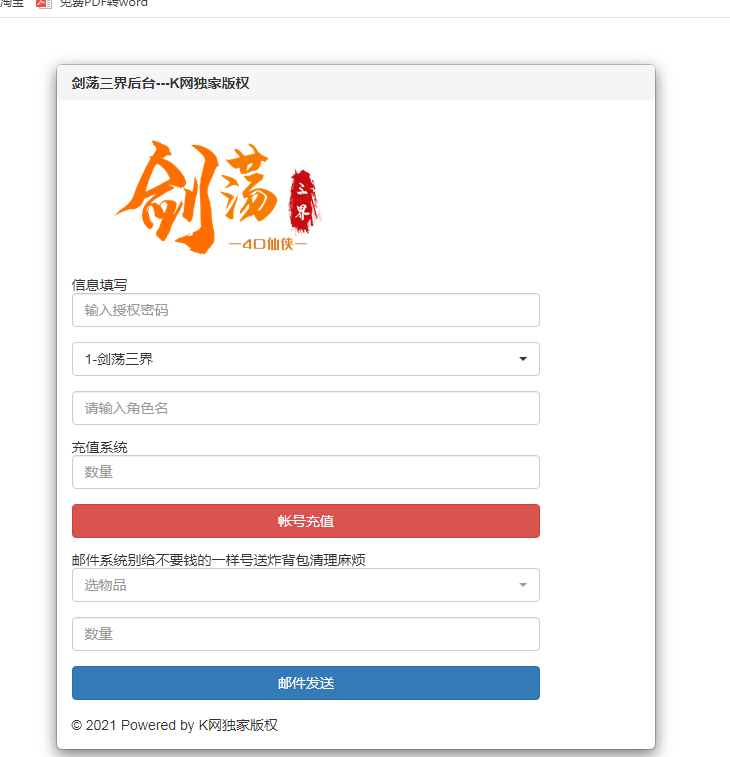 淘宝 免费PDF转word
剑荡三界后台---K网独家版权
剑荡
三界
—4D仙侠—
信息填写
输入授权密码
1-剑荡三界
请输入角色名
充值系统
数量
帐号充值
邮件系统别给不要钱的一样号送炸背包清理麻烦
选物品
数量
邮件发送
© 2021 Powered by K网独家版权